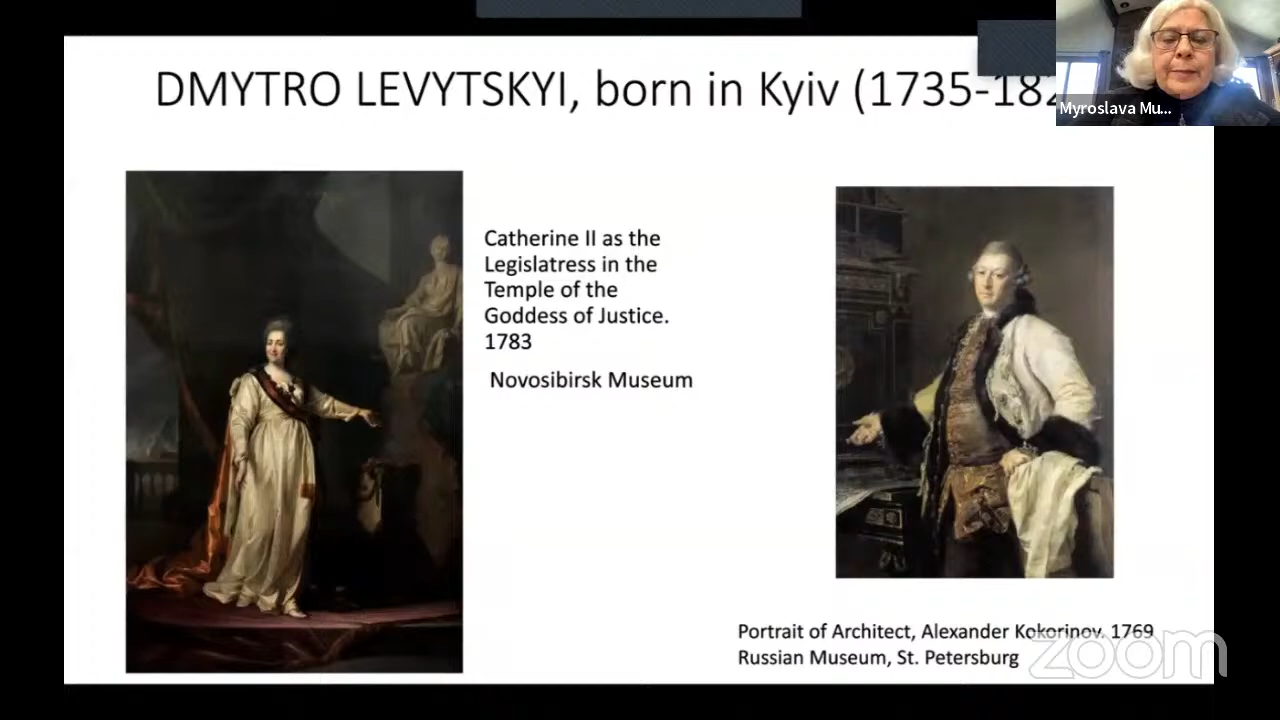 DMYTRO LEVYTSKYI, born in Kyiv (1735-182
Myroslava Mu...
Catherine II as the
Legislatress in the
Temple of the
Goddess of Justice.
1783
Novosibirsk Museum
Portrait of Architect, Alexander Kokorinov. 1769
Russian Museum, St. Petersburg
zoom